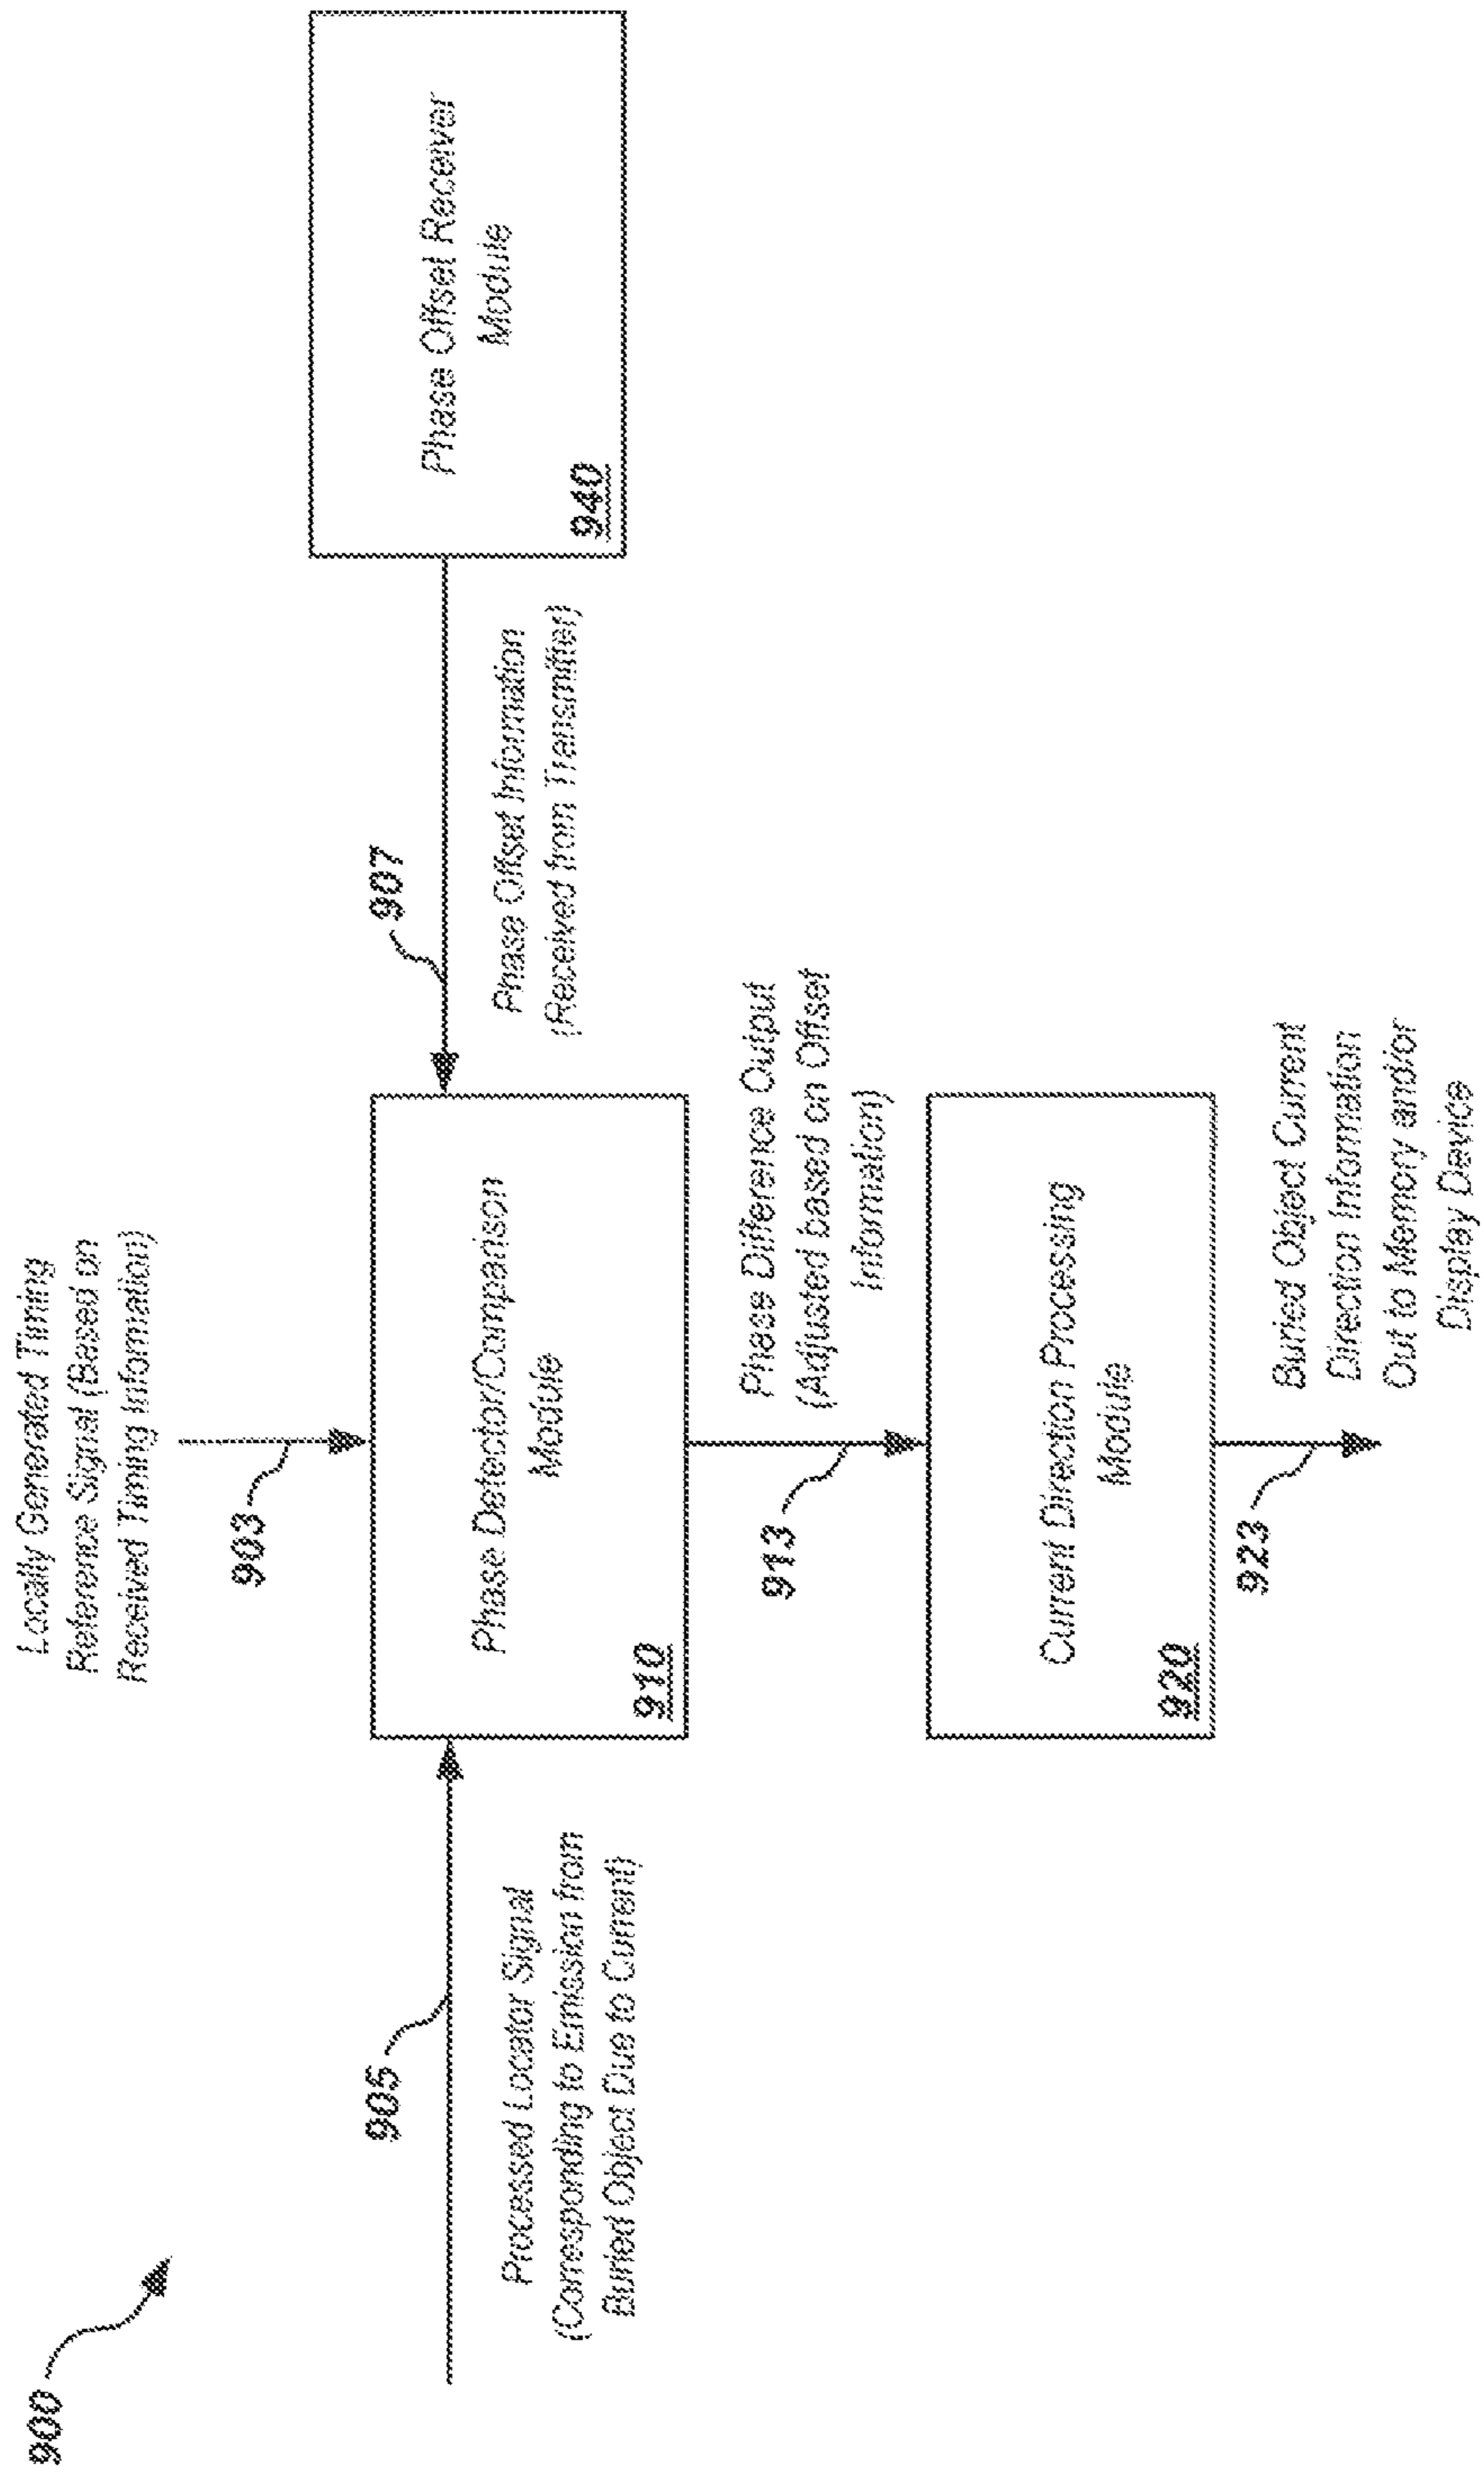 900
Locally Generated Timing
Reference Signal (Based on
Received Timing Information)
903
905
Processed Locator Signal
(Corresponding to Emission from
Buried Object Due to Current)
Phase Detector/Comparison
Module
910
907
Phase Offset Information
(Received from Transmitter)
Phase Offset Receiver
Module
940
913
Phase Difference Output
(Adjusted based on Offset
Information)
Current Direction Processing
Module
920
923
Buried Object Current
Direction Information
Out to Memory and/or
Display Device